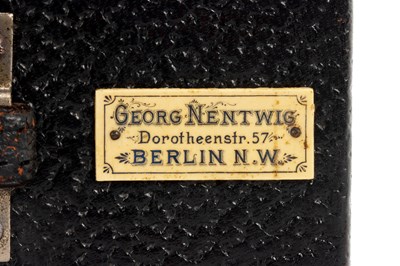 GEORG NENTWIG
Dorotheenstr.57
BERLIN N.W.